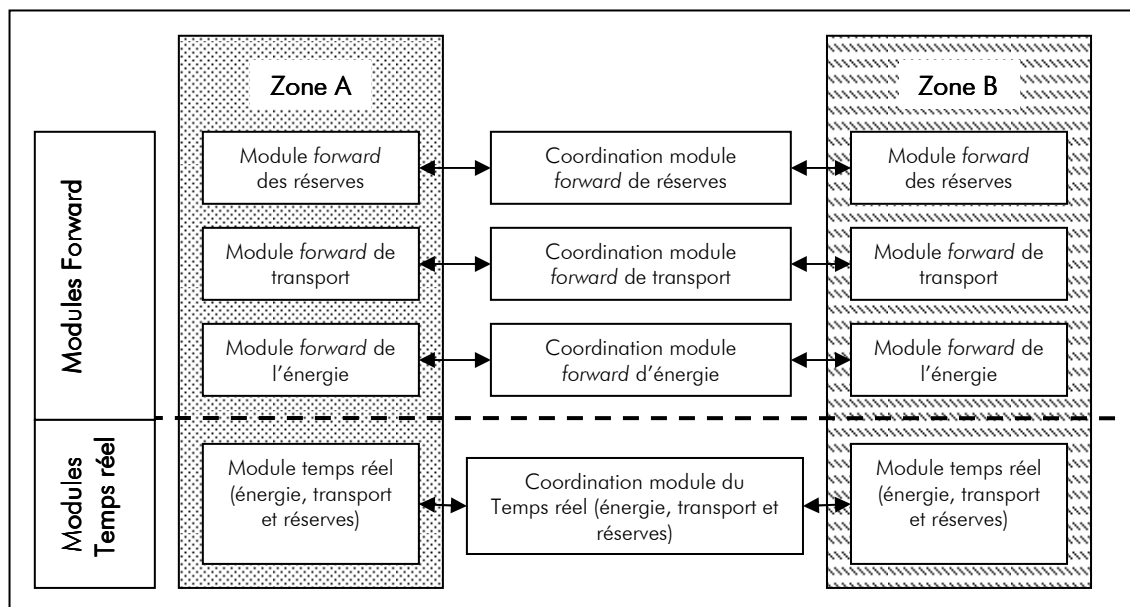 Zone A
Zone B
Modules Forward
Module forward
des réserves
Coordination module
forward de réserves
Module forward
des réserves
Module forward de
transport
Coordination module
forward de transport
Module forward de
transport
Module forward de
l'énergie
Coordination module
forward d'énergie
Module forward de
l'énergie
Modules
Temps réel
Module temps réel
(énergie, transport
et réserves)
Coordination module du
Temps réel (énergie, transport et
réserves)
Module temps réel
(énergie, transport
et réserves)